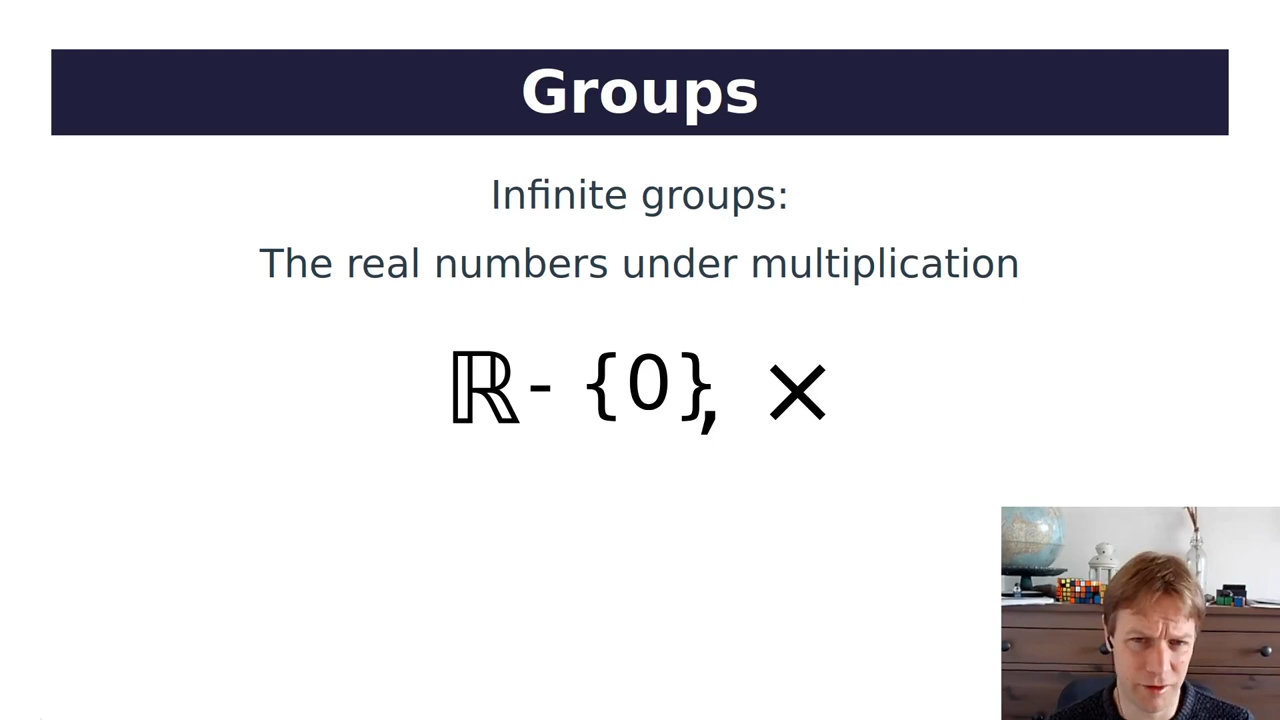 Groups
Infinite groups:
The real numbers under multiplication
ℝ- {0}, ×